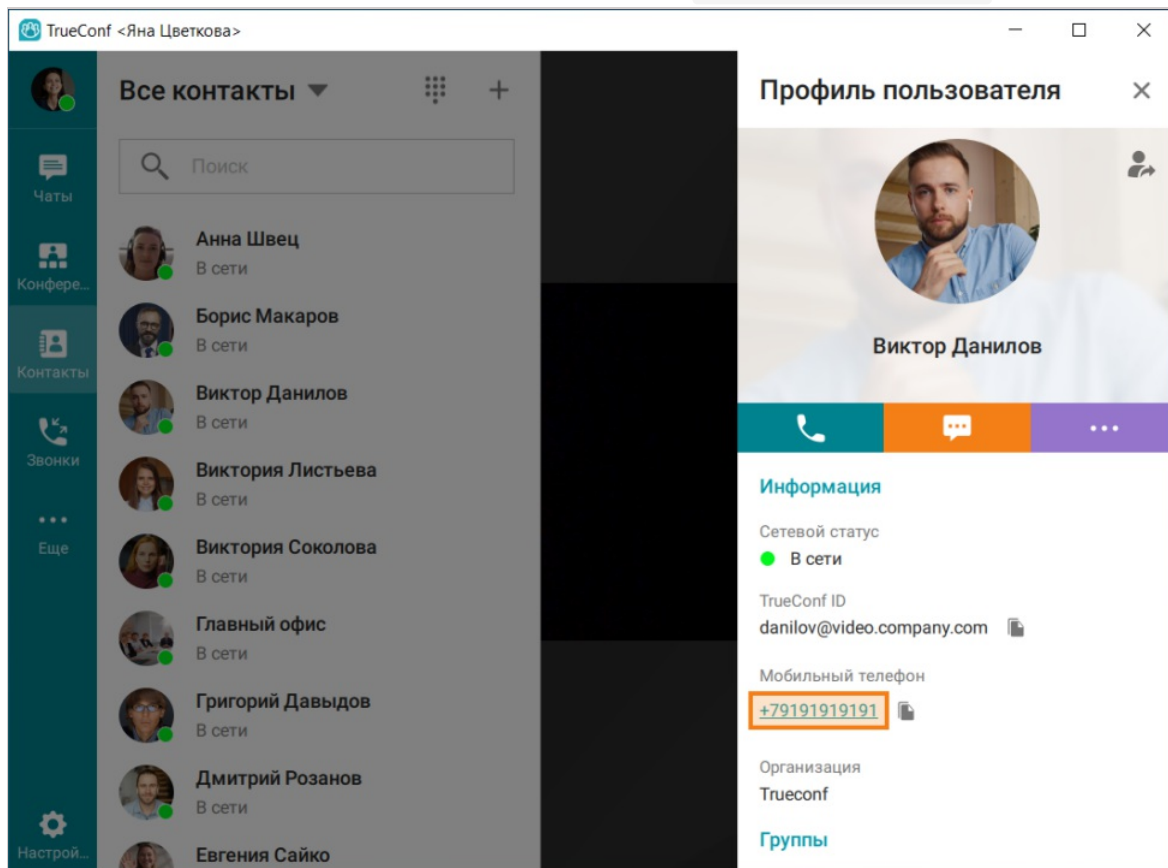 TrueConf <Яна Цветкова>
Все контакты
Поиск
Чаты
Конфере...
Контакты
Звонки
Еще
Настрой...
Анна Швец
В сети
Борис Макаров
В сети
Виктор Данилов
В сети
Виктория Листьева
В сети
Виктория Соколова
В сети
Главный офис
В сети
Григорий Давыдов
В сети
Дмитрий Розанов
В сети
Евгения Сайко
Профиль пользователя
Виктор Данилов
Информация
Сетевой статус
В сети
TrueConf ID
danilov@video.company.com
Мобильный телефон
+79191919191
Организация
Trueconf
Группы